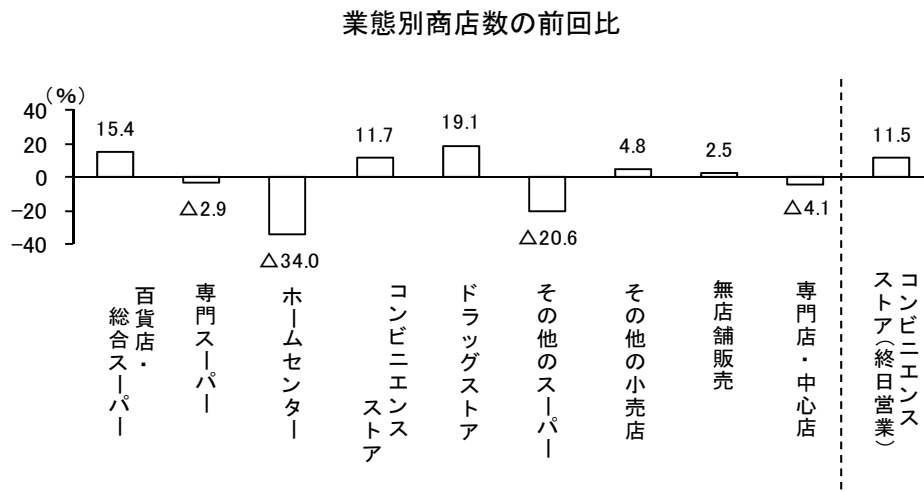 業態別商店数の前回比
(%)
40
20
0
-20
-40
15.4
△2.9
△34.0
11.7
19.1
△20.6
4.8
2.5
△4.1
11.5
百貨店・
総合スーパー
専門スーパー
ホームセンター
コンビニエンス
ストア
ドラッグストア
その他のスーパー
その他の小売店
無店舗販売
専門店・中心店
コンビニエンス
ストア(終日営業)